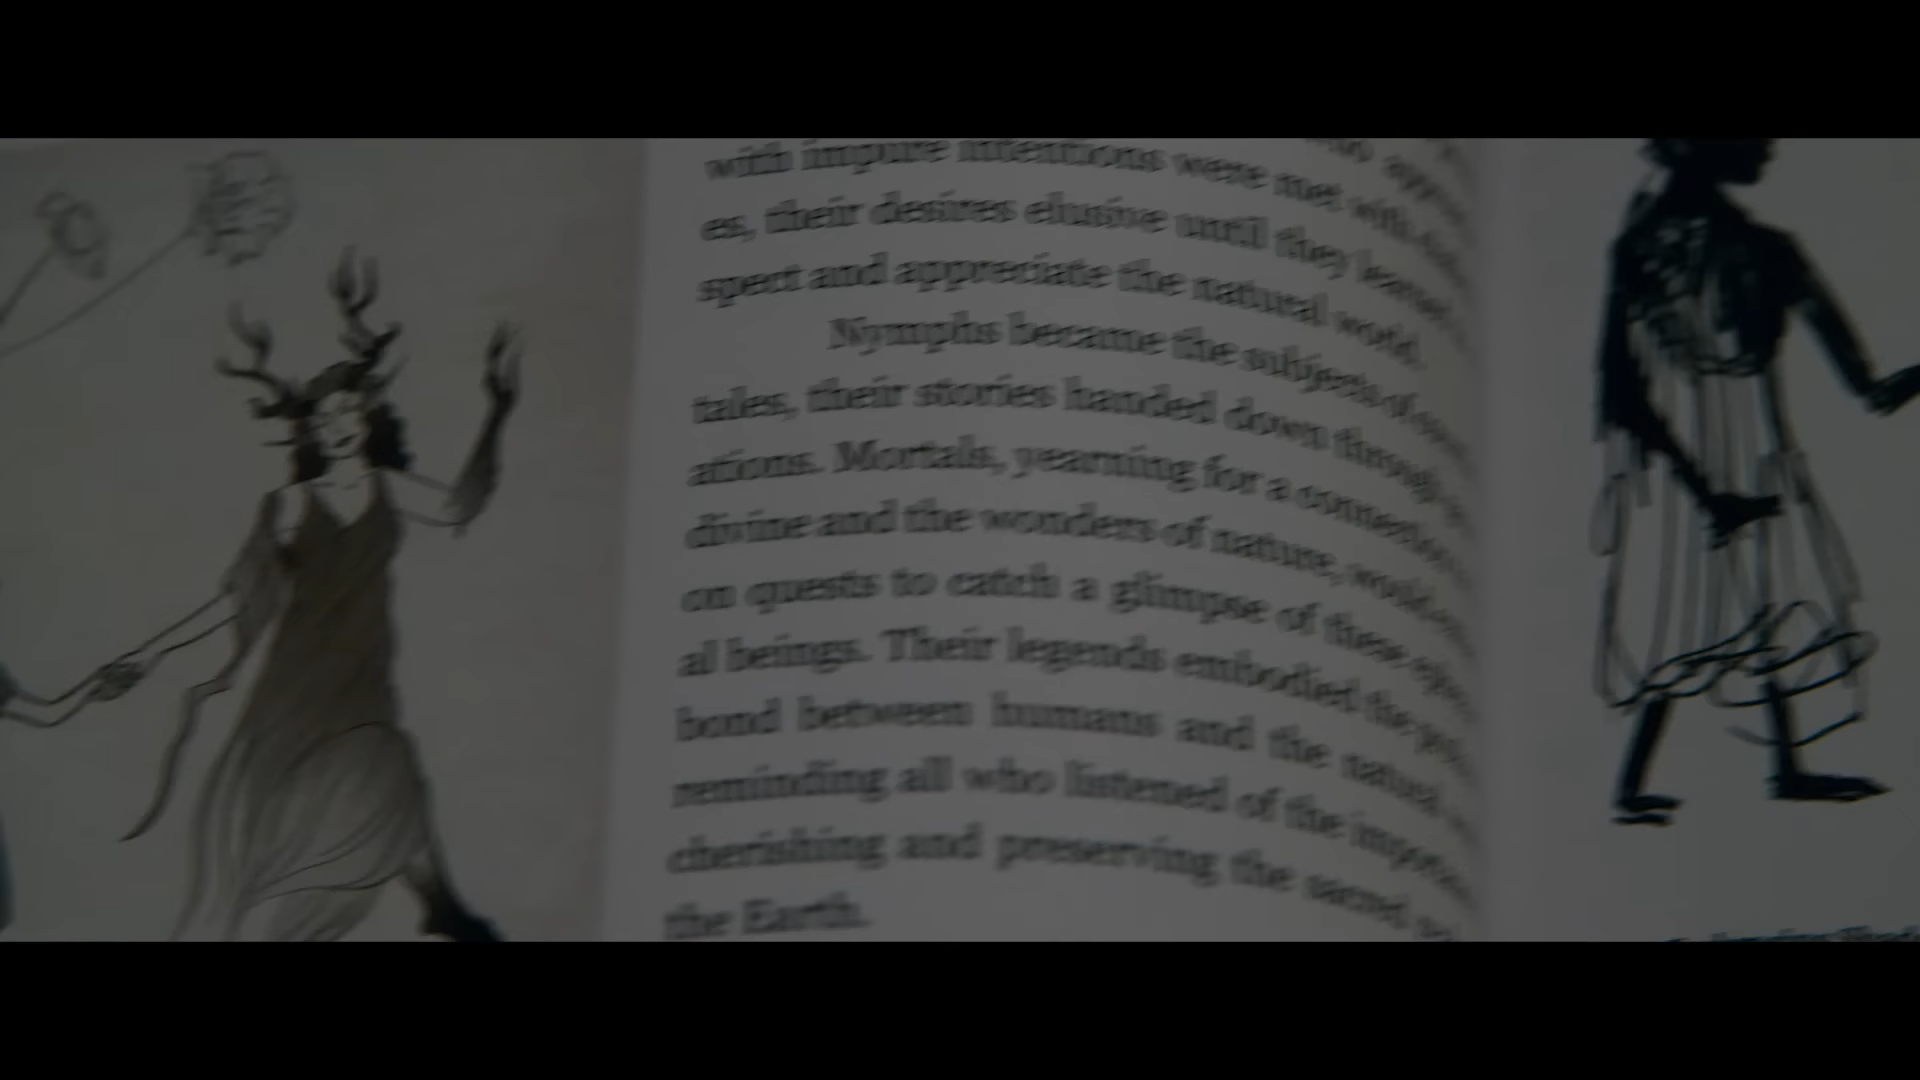 with impure intentions were met with
es, their desires elusive until they learned
spect and appreciate the natural world.
Nymphs became the subjects of
tales, their stories handed down through
ations. Mortals, yearning for a connection
divine and the wonders of nature, would
on quests to catch a glimpse of these
al beings. Their legends embodied the
bond between humans and the natural
reminding all who listened of the
cherishing and preserving the sacred
the Earth.